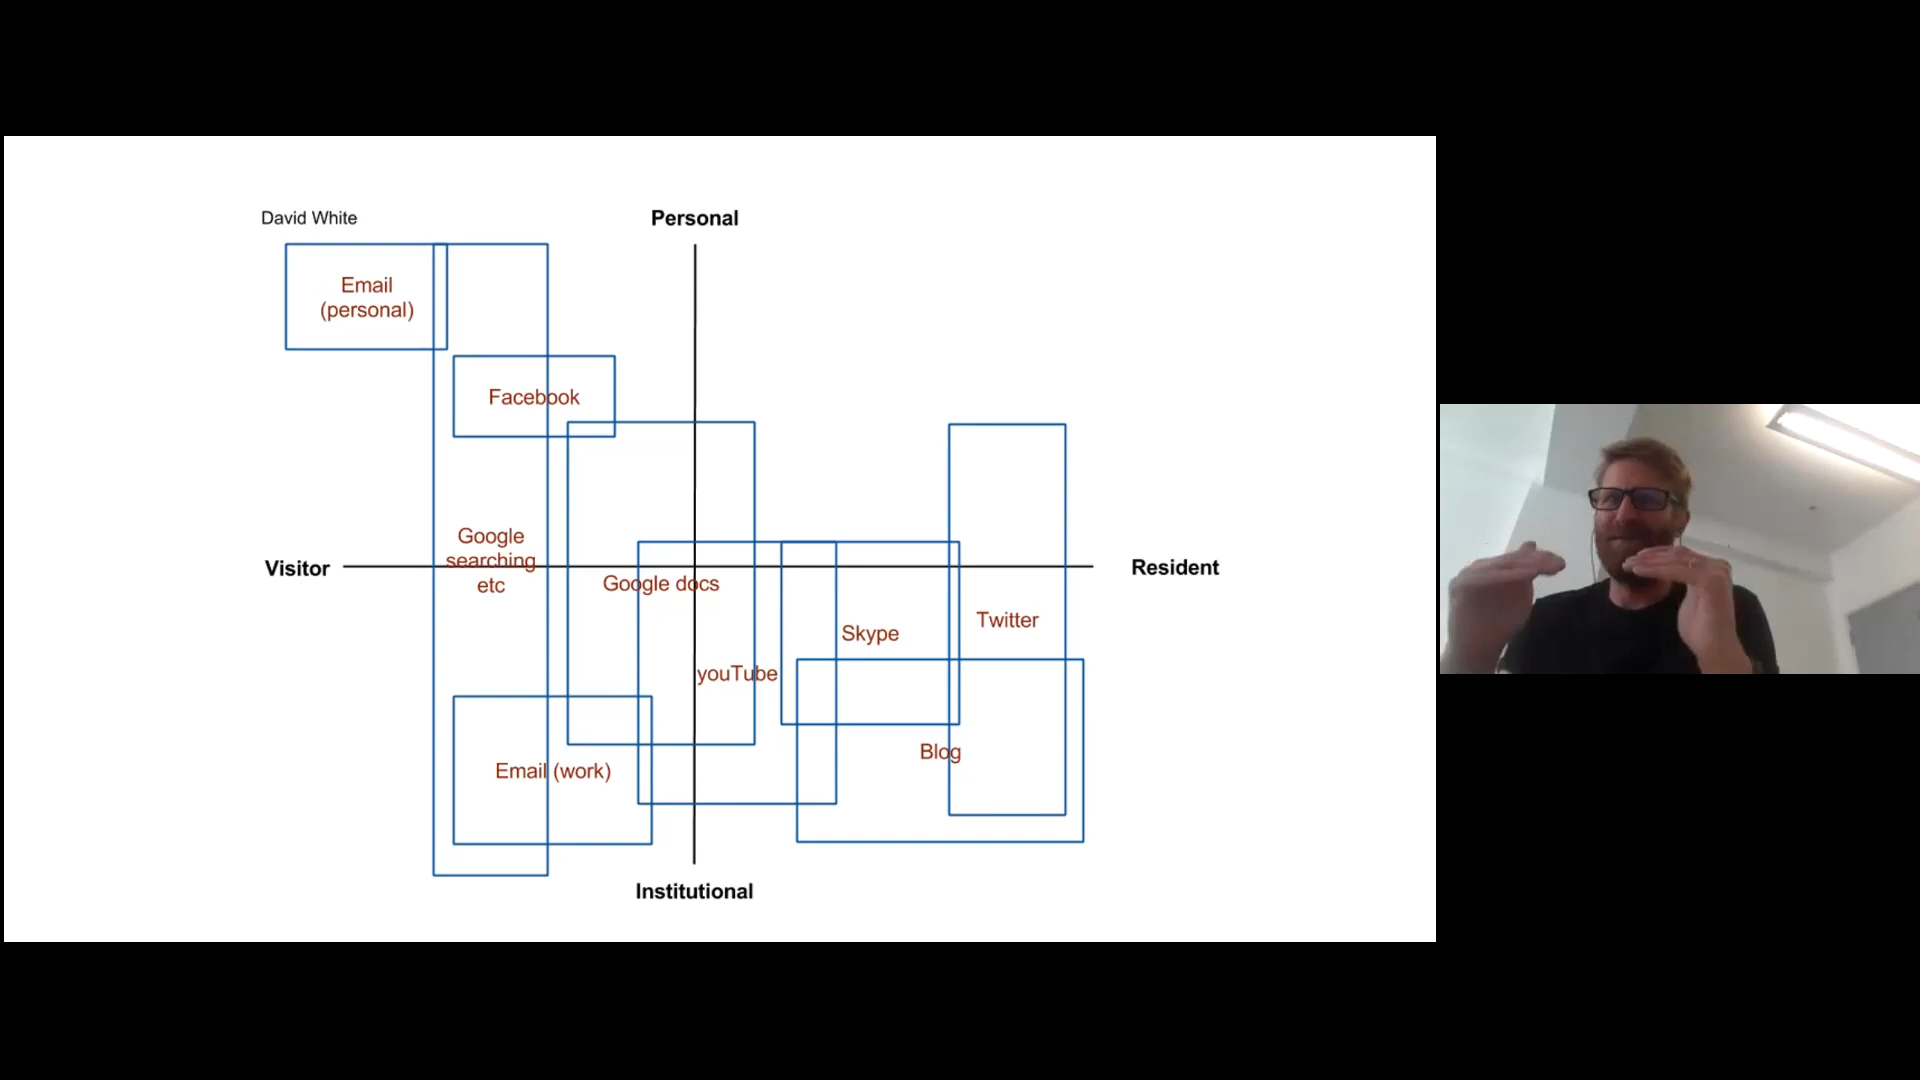 David White
Personal
Email
(personal)
Facebook
Google
searching
etc
Visitor
Resident
Google docs
Twitter
Skype
youTube
Blog
Email (work)
Institutional